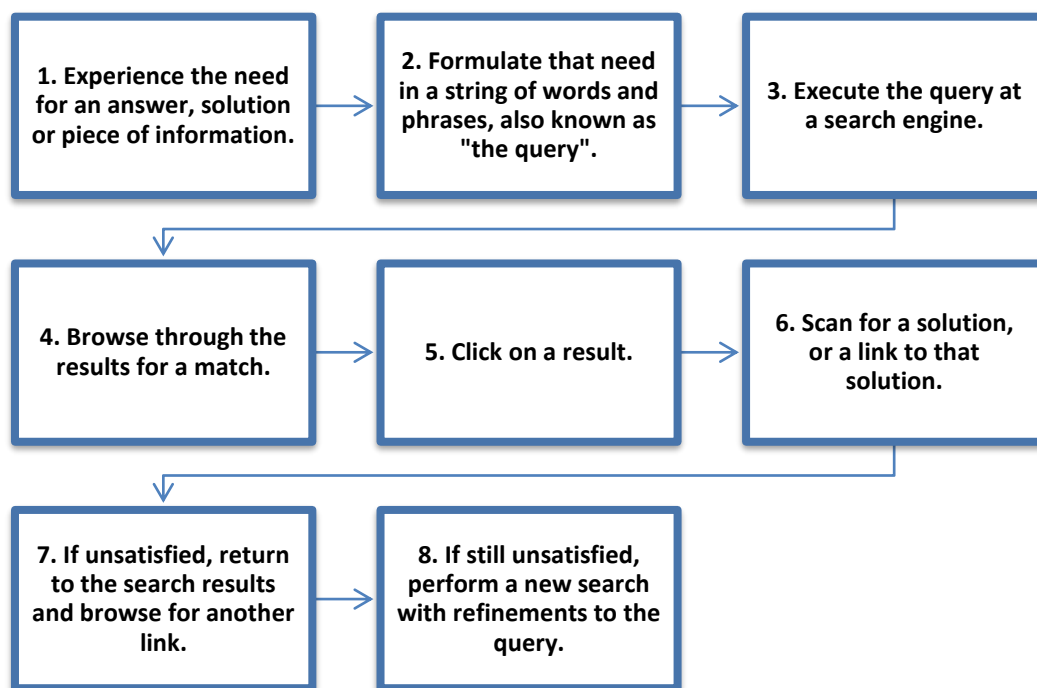 1. Experience the need
for an answer, solution
or piece of information.
2. Formulate that need
in a string of words and
phrases, also known as
"the query".
3. Execute the query at
a search engine.
4. Browse through the
results for a match.
5. Click on a result.
6. Scan for a solution,
or a link to that
solution.
7. If unsatisfied, return
to the search results
and browse for another
link.
8. If still unsatisfied,
perform a new search
with refinements to the
query.